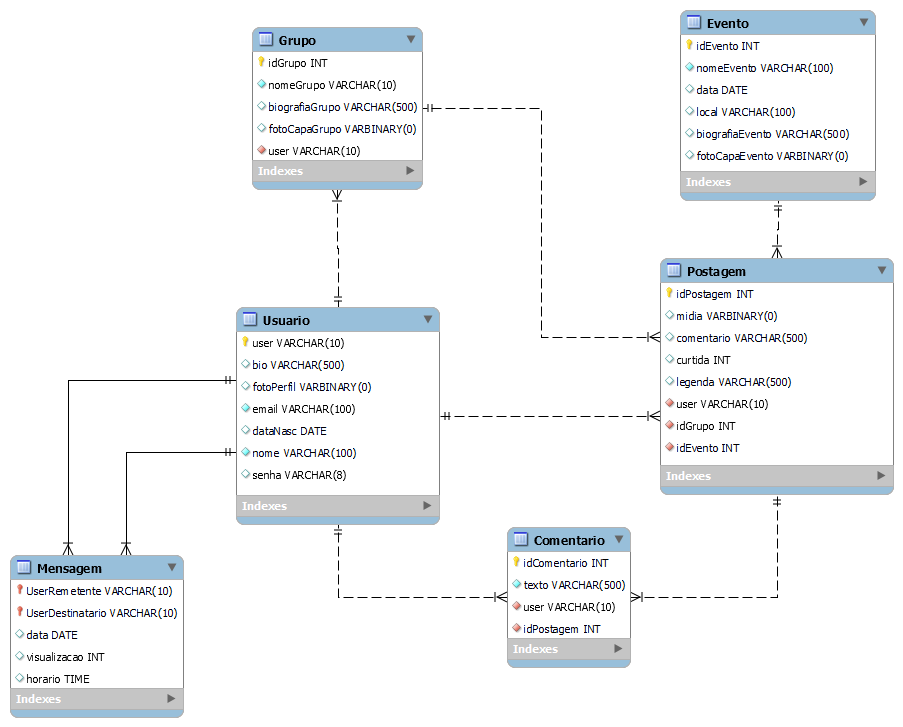 Grupo
idGrupo INT
nomeGrupo VARCHAR(10)
biografiaGrupo VARCHAR(500)
fotoCapaGrupo VARBINARY(0)
user VARCHAR(10)
Indexes
Evento
idEvento INT
nomeEvento VARCHAR(100)
data DATE
local VARCHAR(100)
biografiaEvento VARCHAR(500)
fotoCapaEvento VARBINARY(0)
Indexes
Usuario
user VARCHAR(10)
bio VARCHAR(500)
fotoPerfil VARBINARY(0)
email VARCHAR(100)
dataNasc DATE
nome VARCHAR(100)
senha VARCHAR(8)
Indexes
Postagem
idPostagem INT
midia VARBINARY(0)
comentario VARCHAR(500)
curtida INT
legenda VARCHAR(500)
user VARCHAR(10)
idGrupo INT
idEvento INT
Indexes
Mensagem
UserRemetente VARCHAR(10)
UserDestinatario VARCHAR(10)
data DATE
visualizacao INT
horario TIME
Indexes
Comentario
idComentario INT
texto VARCHAR(500)
user VARCHAR(10)
idPostagem INT
Indexes